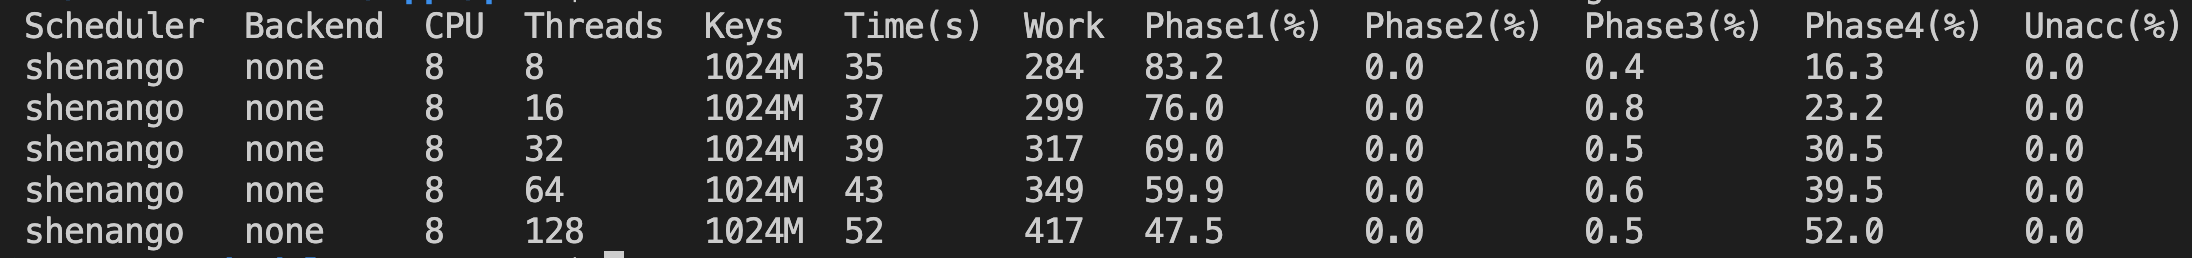 Scheduler Backend CPU Threads Keys Time(s) Work Phase1(%) Phase2(%) Phase3(%) Phase4(%) Unacc(%)
shenango none 8 8 1024M 35 284 83.2 0.0 0.4 16.3 0.0
shenango none 8 16 1024M 37 299 76.0 0.0 0.8 23.2 0.0
shenango none 8 32 1024M 39 317 69.0 0.0 0.5 30.5 0.0
shenango none 8 64 1024M 43 349 59.9 0.0 0.6 39.5 0.0
shenango none 8 128 1024M 52 417 47.5 0.0 0.5 52.0 0.0